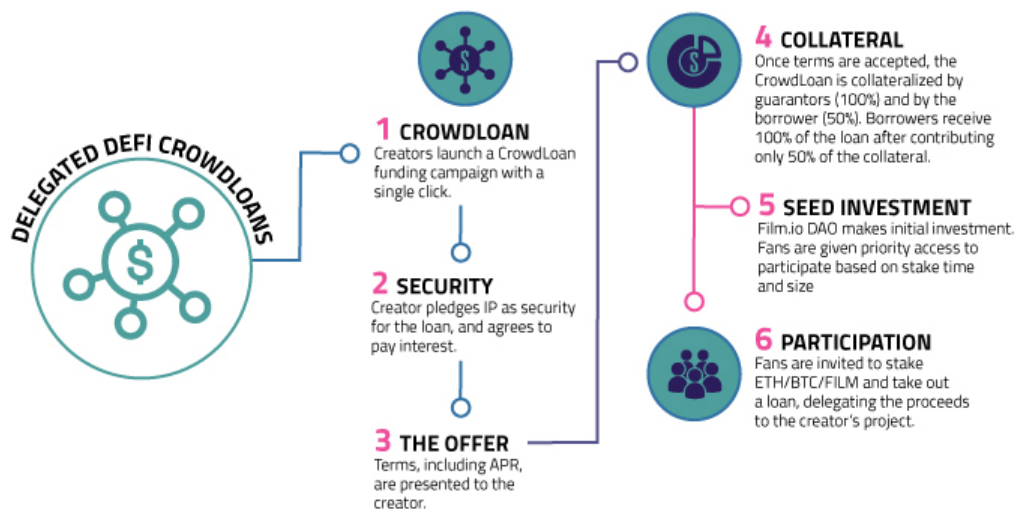 DELEGATED DEFI CROWDLOANS
$
$
1 CROWDLOAN
Creators launch a CrowdLoan
funding campaign with a
single click.
2 SECURITY
Creator pledges IP as security
for the loan, and agrees to
pay interest.
3 THE OFFER
Terms, including APR,
are presented to the
creator.
$
4 COLLATERAL
Once terms are accepted, the
CrowdLoan is collateralized by
guarantors (100%) and by the
borrower (50%). Borrowers receive
100% of the loan after contributing
only 50% of the collateral.
5 SEED INVESTMENT
Film.io DAO makes initial investment.
Fans are given priority access to
participate based on stake time
and size
6 PARTICIPATION
Fans are invited to stake
ETH/BTC/FILM and take out
a loan, delegating the proceeds
to the creator's project.